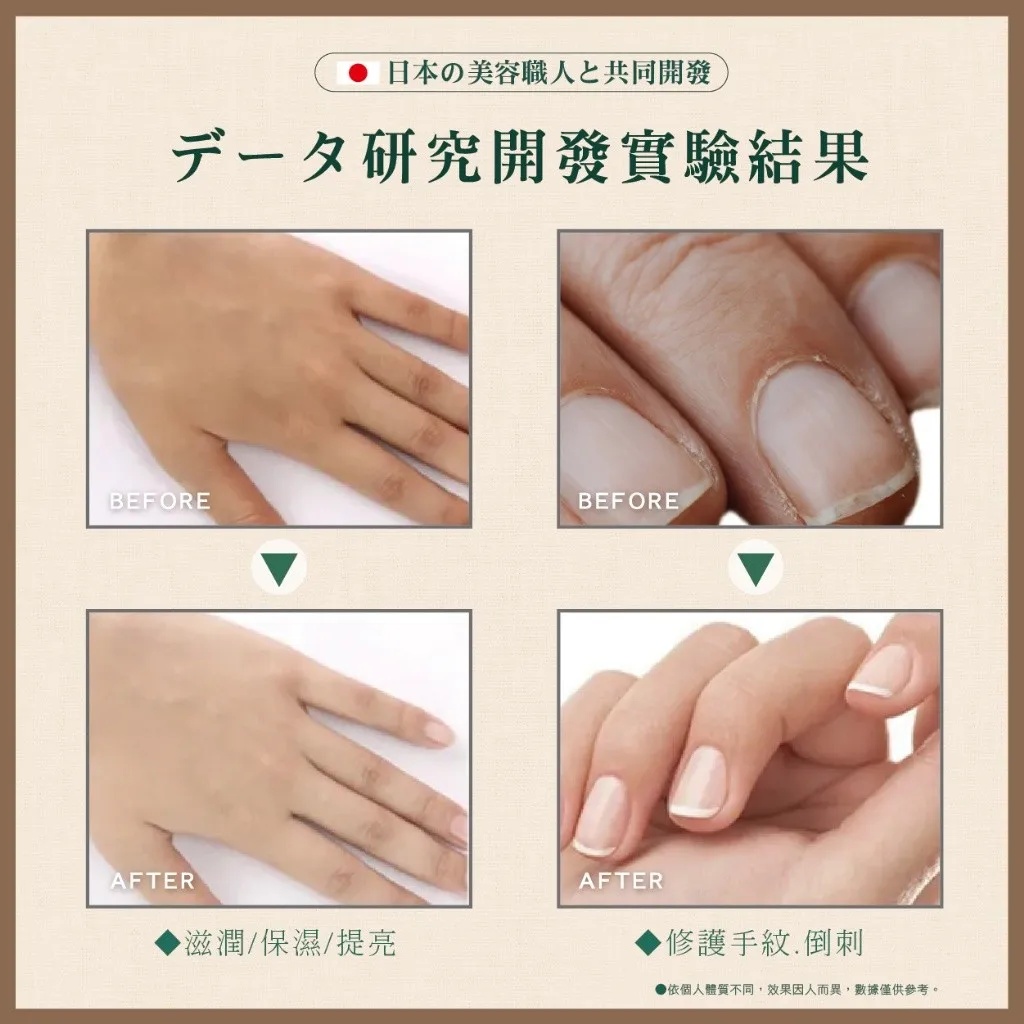 日本の美容職人と共同開發
データ研究開發實驗結果
BEFORE
BEFORE
AFTER
AFTER
◆滋潤/保濕/提亮
◆修護手紋.倒刺
●依個人體質不同，效果因人而異，數據僅供參考。